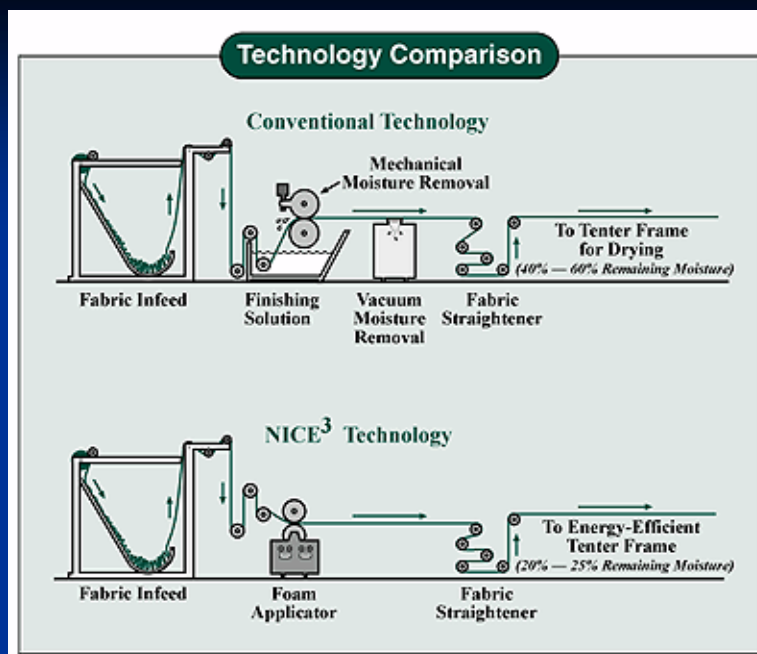 Technology Comparison
Conventional Technology
Mechanical
Moisture Removal
To Tenter Frame
for Drying
(40% — 60% Remaining Moisture)
Fabric Infeed
Finishing
Solution
Vacuum
Moisture
Removal
Fabric
Straightener
NICE³ Technology
To Energy-Efficient
Tenter Frame
(20% — 25% Remaining Moisture)
Fabric Infeed
Foam
Applicator
Fabric
Straightener